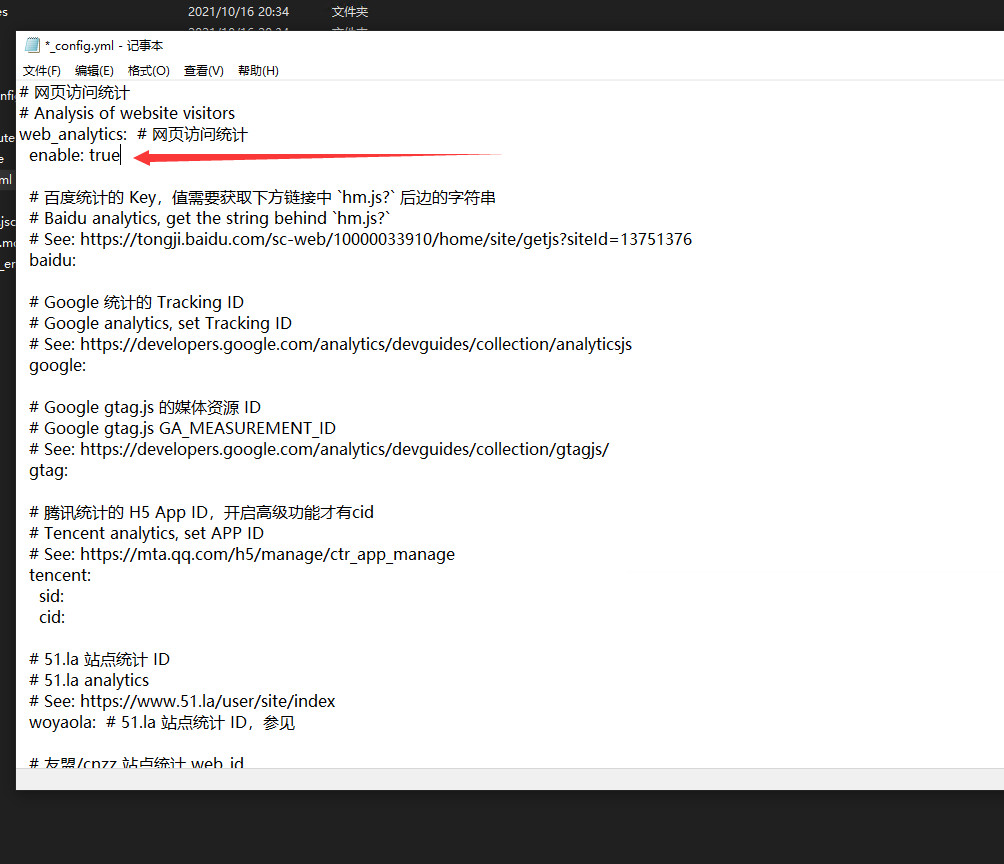 es 2021/10/16 20:34 文件夹
*_config.yml - 记事本
文件(F) 编辑(E) 格式(O) 查看(V) 帮助(H)
# 网页访问统计
# Analysis of website visitors
web_analytics:  # 网页访问统计
  enable: true

  # 百度统计的 Key，值需要获取下方链接中 `hm.js?` 后边的字符串
  # Baidu analytics, get the string behind `hm.js?`
  # See: https://tongji.baidu.com/sc-web/10000033910/home/site/getjs?siteId=13751376
  baidu:

  # Google 统计的 Tracking ID
  # Google analytics, set Tracking ID
  # See: https://developers.google.com/analytics/devguides/collection/analyticsjs
  google:

  # Google gtag.js 的媒体资源 ID
  # Google gtag.js GA_MEASUREMENT_ID
  # See: https://developers.google.com/analytics/devguides/collection/gtagjs/
  gtag:

  # 腾讯统计的 H5 App ID，开启高级功能才有cid
  # Tencent analytics, set APP ID
  # See: https://mta.qq.com/h5/manage/ctr_app_manage
  tencent:
    sid:
    cid:

  # 51.la 站点统计 ID
  # 51.la analytics
  # See: https://www.51.la/user/site/index
  woyaola:  # 51.la 站点统计 ID，参见

  # 友盟/cnzz 站点统计 web_id